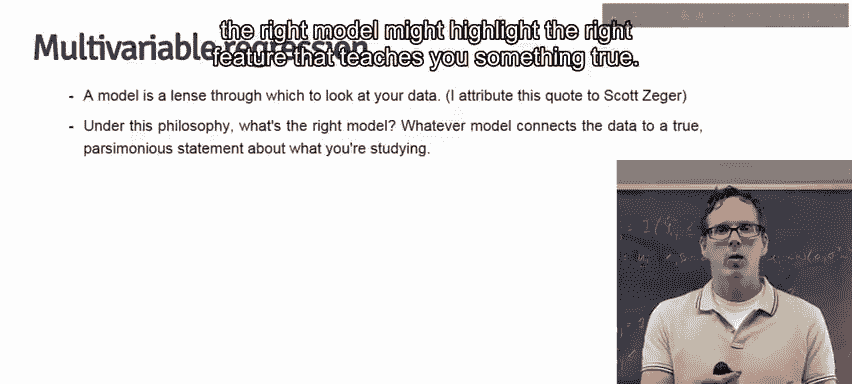 the right model might highlight the right
Multivariable regression
feature that teaches you something true.
- A model is a lense through which to look at your data. (I attribute this quote to Scott Zeger)
- Under this philosophy, what's the right model? Whatever model connects the data to a true,
parsimonious statement about what you're studying.